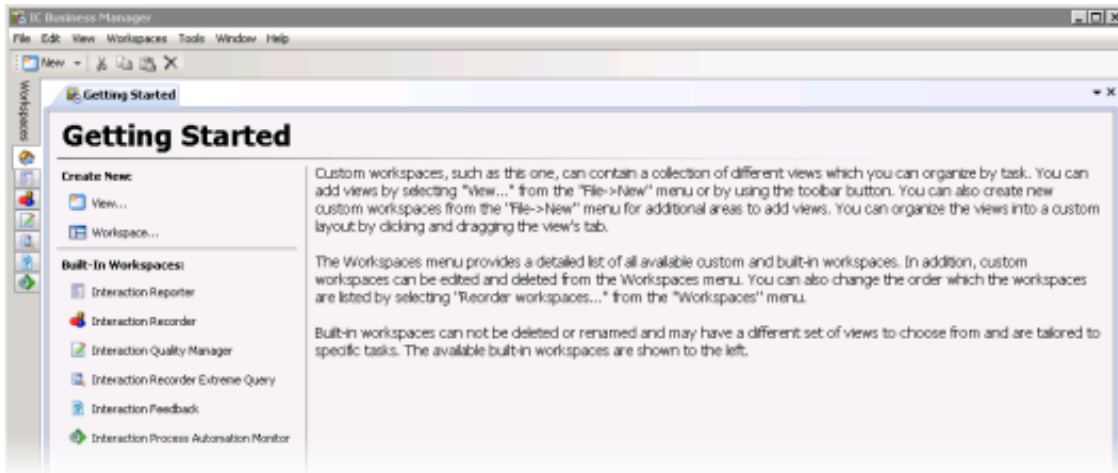 IC Business Manager
File Edit View Workspaces Tools Window Help
New
Workspaces
Getting Started
Getting Started
Create New:
View...
Workspace...
Built-In Workspaces:
Interaction Reporter
Interaction Recorder
Interaction Quality Manager
Interaction Recorder Extreme Query
Interaction Feedback
Interaction Process Automation Monitor
Custom workspaces, such as this one, can contain a collection of different views which you can organize by task. You can
add views by selecting "View..." from the "File->New" menu or by using the toolbar button. You can also create new
custom workspaces from the "File->New" menu for additional areas to add views. You can organize the views into a custom
layout by clicking and dragging the view's tab.
The Workspaces menu provides a detailed list of all available custom and built-in workspaces. In addition, custom
workspaces can be edited and deleted from the Workspaces menu. You can also change the order which the workspaces
are listed by selecting "Reorder workspaces..." from the "Workspaces" menu.
Built-in workspaces can not be deleted or renamed and may have a different set of views to choose from and are tailored to
specific tasks. The available built-in workspaces are shown to the left.